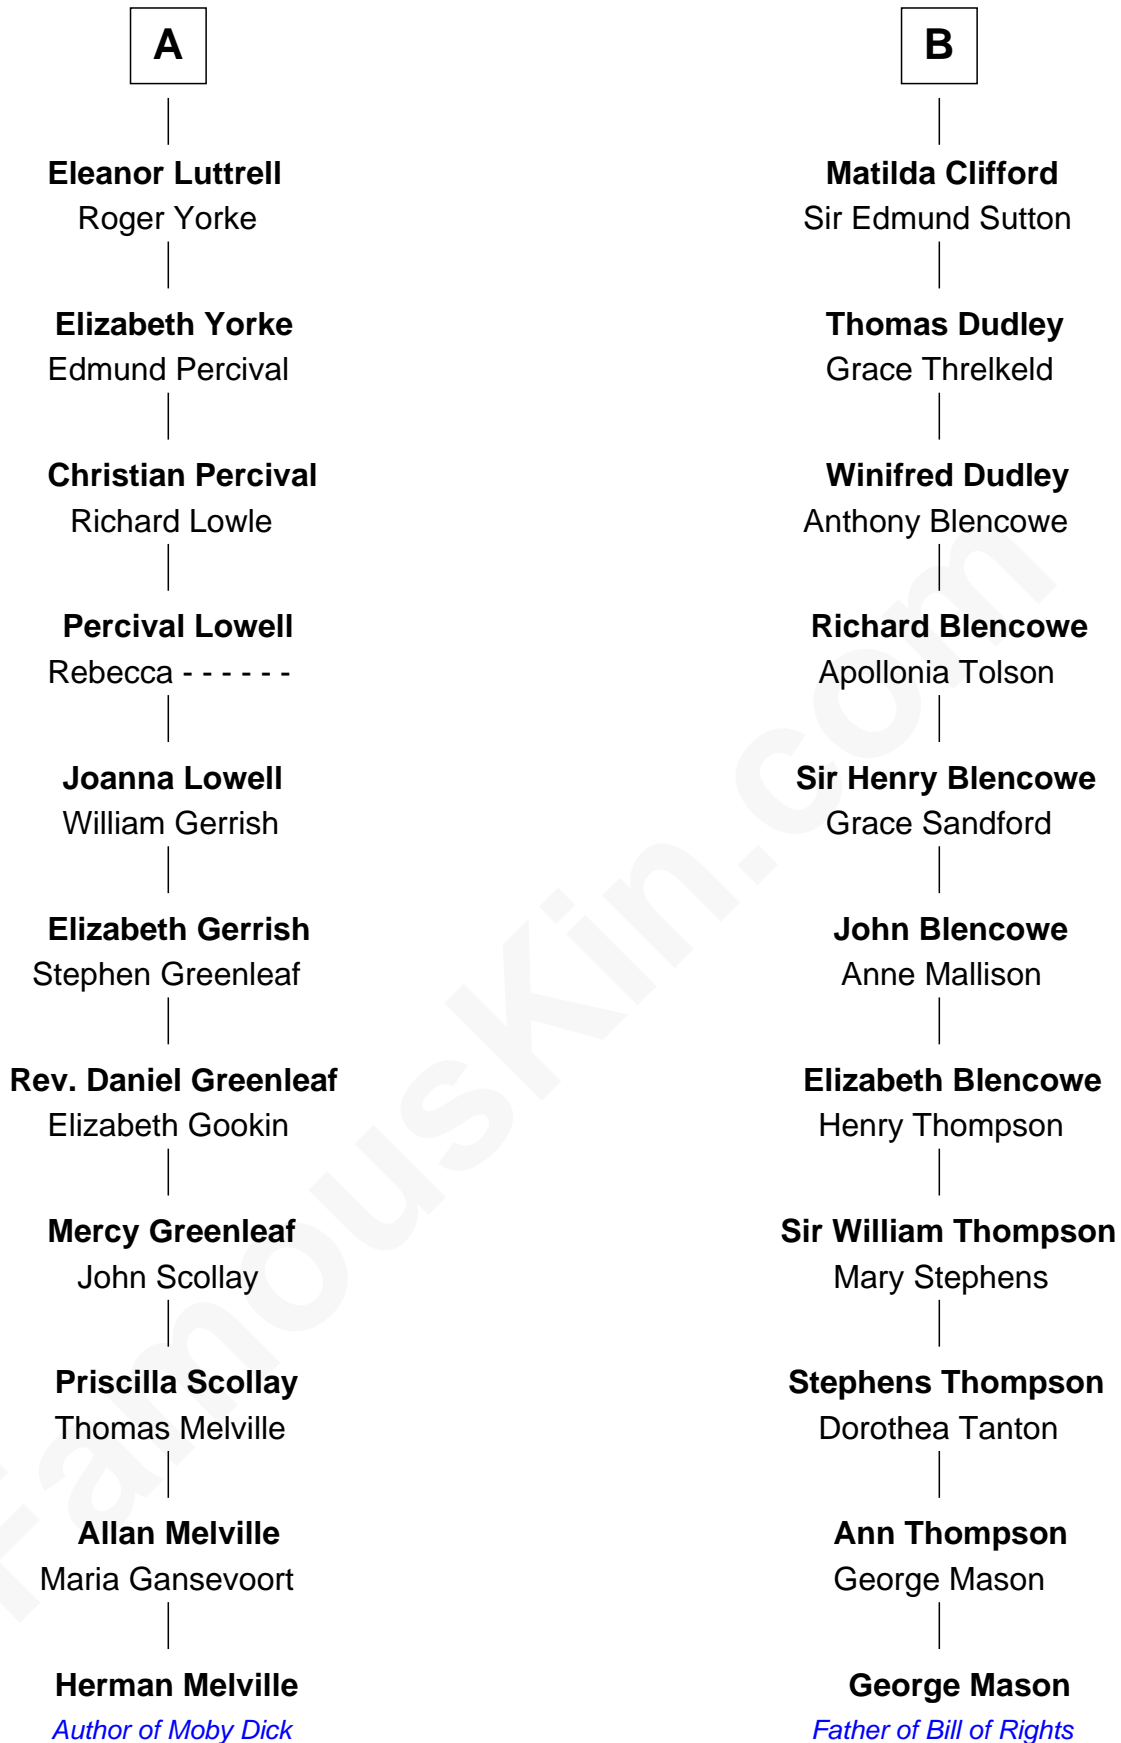 A
Eleanor Luttrell
Roger Yorke
Elizabeth Yorke
Edmund Percival
Christian Percival
Richard Lowle
Percival Lowell
Rebecca - - - - - -
Joanna Lowell
William Gerrish
Elizabeth Gerrish
Stephen Greenleaf
Rev. Daniel Greenleaf
Elizabeth Gookin
Mercy Greenleaf
John Scollay
Priscilla Scollay
Thomas Melville
Allan Melville
Maria Gansevoort
Herman Melville
Author of Moby Dick
B
Matilda Clifford
Sir Edmund Sutton
Thomas Dudley
Grace Threlkeld
Winifred Dudley
Anthony Blencowe
Richard Blencowe
Apollonia Tolson
Sir Henry Blencowe
Grace Sandford
John Blencowe
Anne Mallison
Elizabeth Blencowe
Henry Thompson
Sir William Thompson
Mary Stephens
Stephens Thompson
Dorothea Tanton
Ann Thompson
George Mason
George Mason
Father of Bill of Rights
FamousKin.com